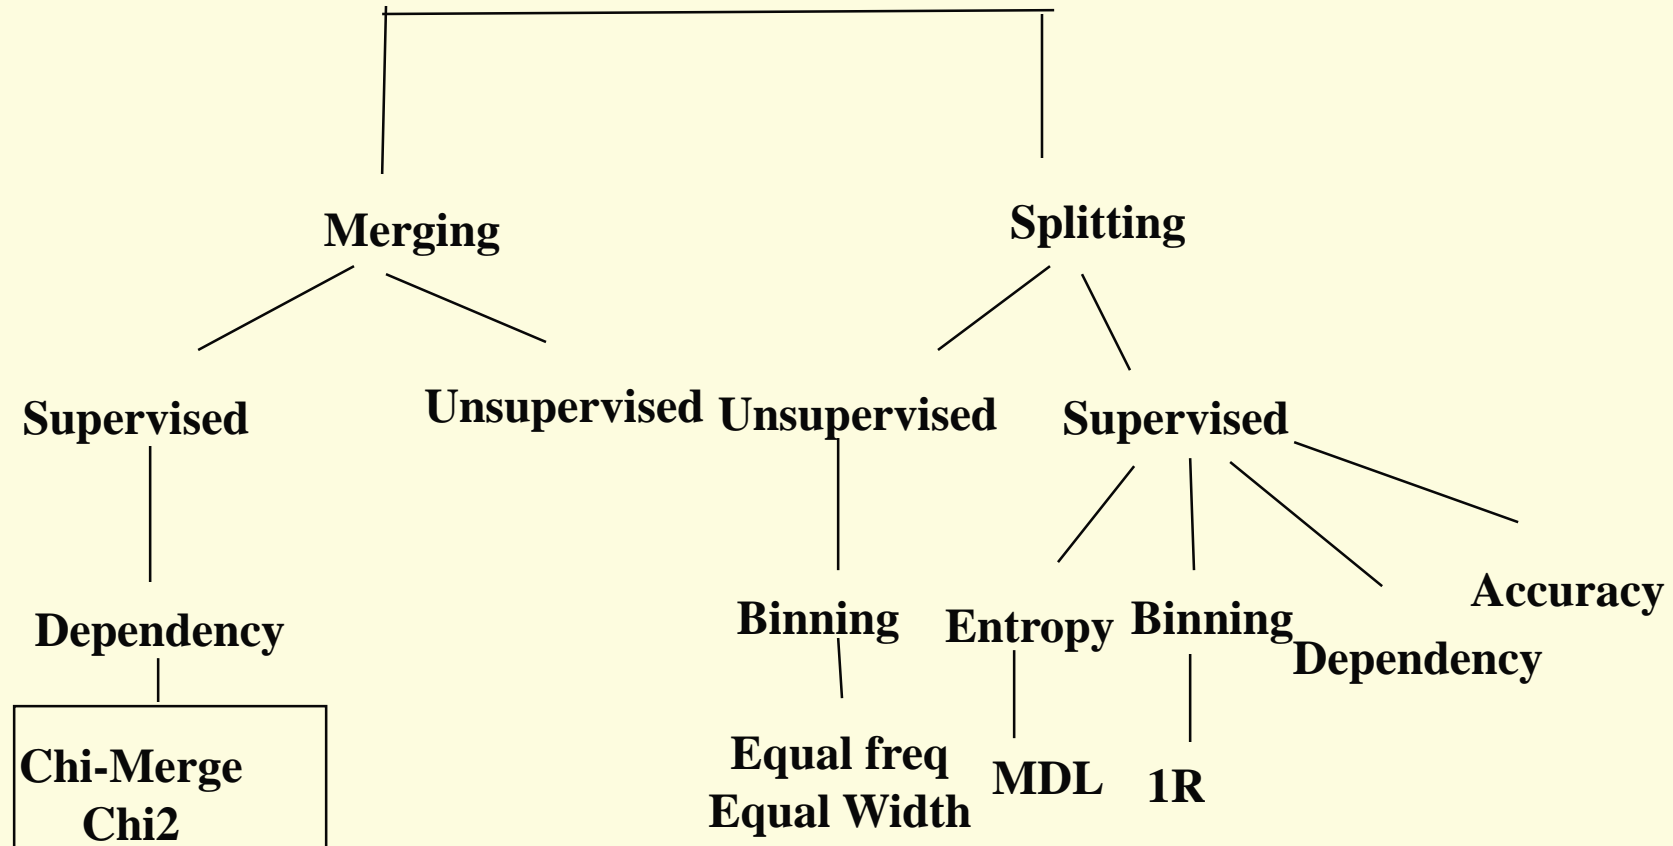 Merging
Splitting
Supervised
Unsupervised
Unsupervised
Supervised
Dependency
Binning
Entropy
Binning
Dependency
Accuracy
Chi-Merge
Chi2
Equal freq
Equal Width
MDL
1R